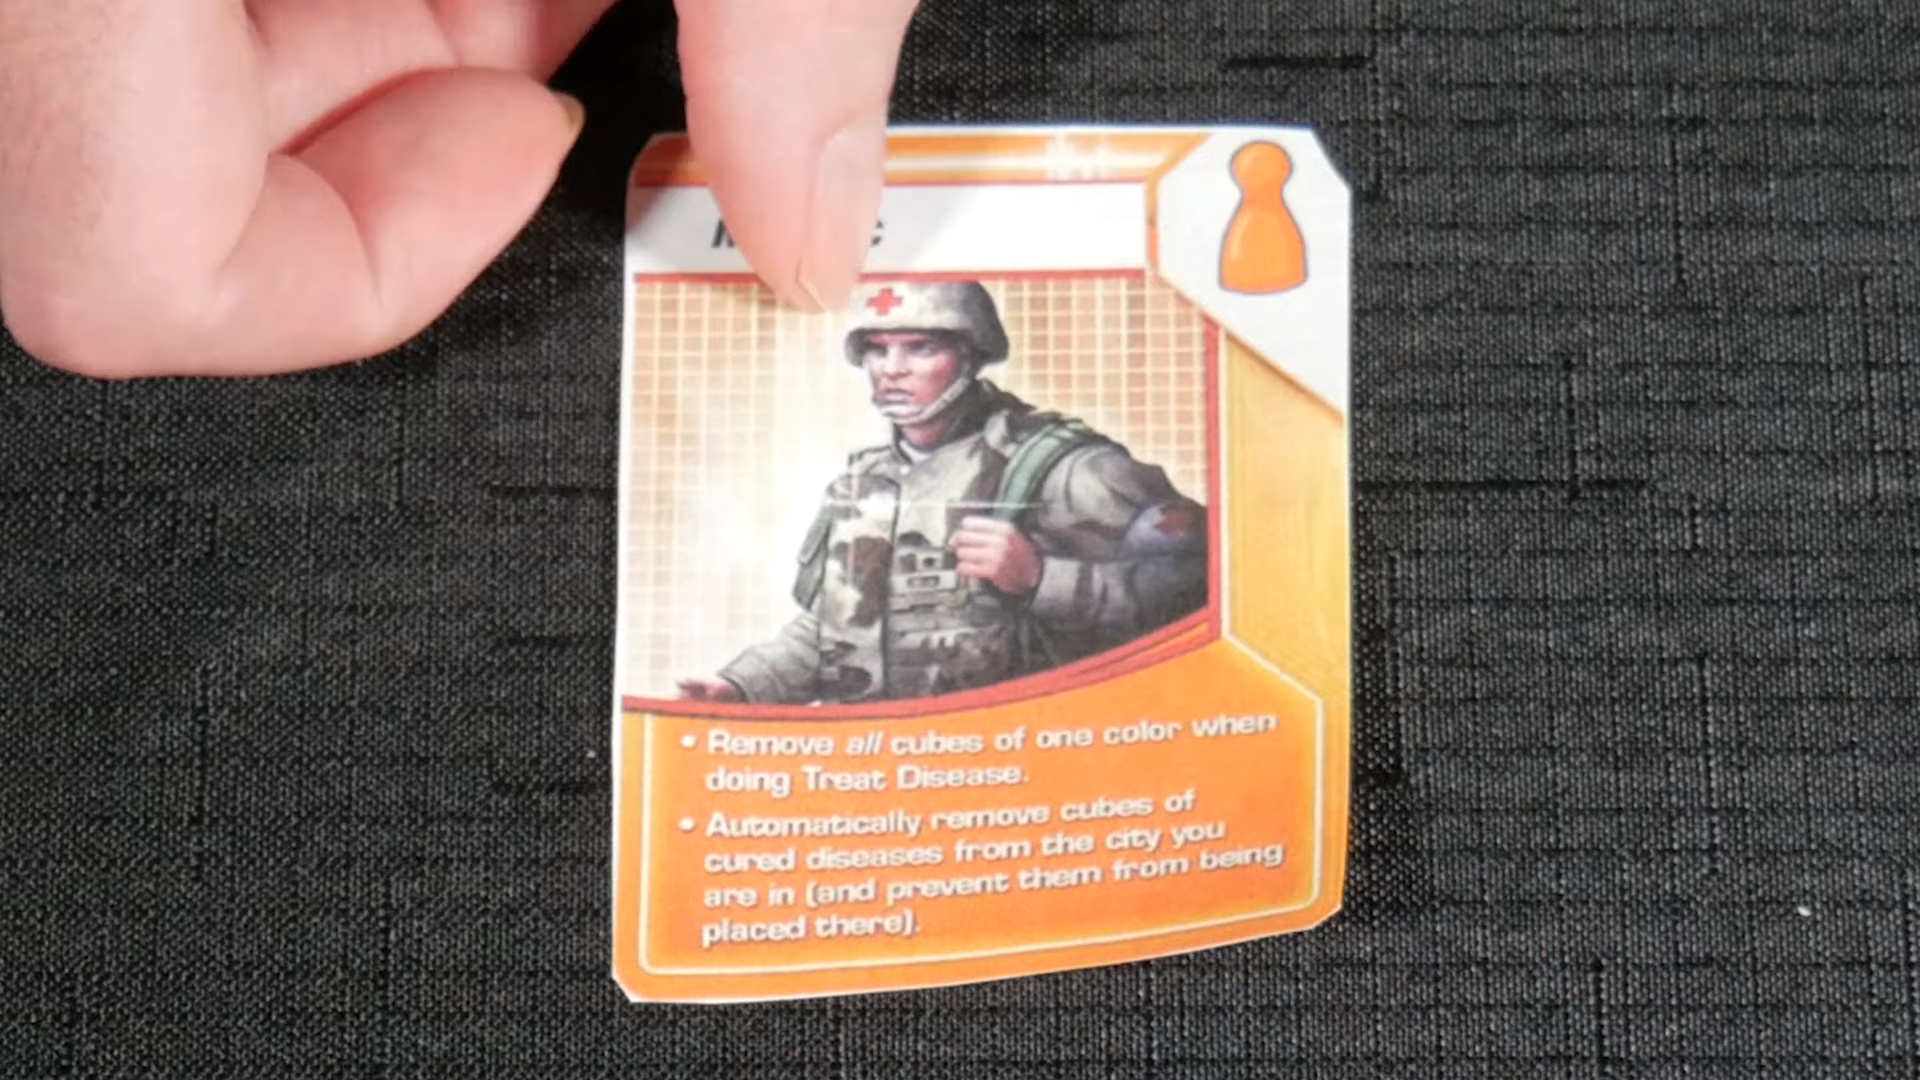 • Remove all cubes of one color when
doing Treat Disease.
• Automatically remove cubes of
cured diseases from the city you
are in (and prevent them from being
placed there).